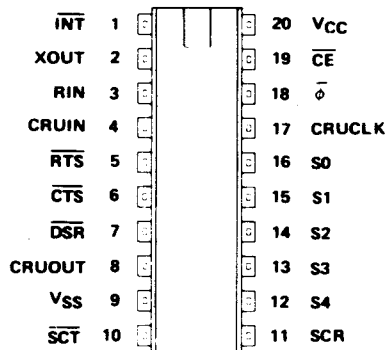 INT 1 20 VCC
XOUT 2 19 CE
RIN 3 18 ϕ
CRUIN 4 17 CRUCLK
RTS 5 16 S0
CTS 6 15 S1
DSR 7 14 S2
CRUOUT 8 13 S3
VSS 9 12 S4
SCT 10 11 SCR